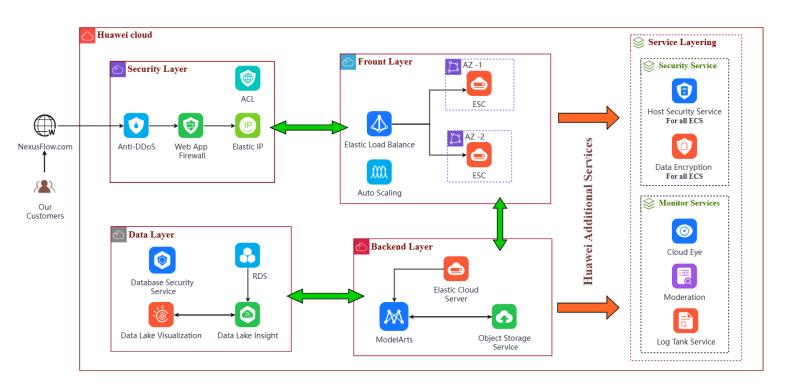 Huawei cloud
Security Layer
ACL
Anti-DDoS
Web App
Firewall
Elastic IP
W
NexusFlow.com
Our
Customers
Frount Layer
AZ -1
ESC
Elastic Load Balance
AZ -2
ESC
Auto Scaling
Data Layer
Database Security
Service
RDS
Data Lake Visualization
Data Lake Insight
Backend Layer
Elastic Cloud
Server
ModelArts
Object Storage
Service
Huawei Additional Services
Service Layering
Security Service
Host Security Service
For all ECS
Data Encryption
For all ECS
Monitor Services
Cloud Eye
Moderation
Log Tank Service